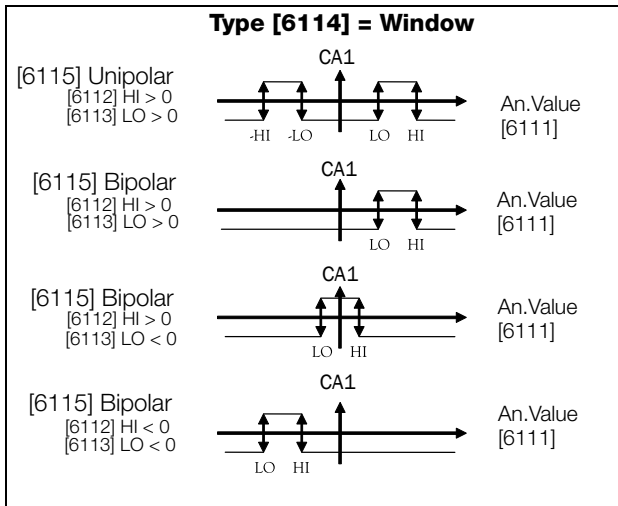 Type [6114] = Window
CA1
[6115] Unipolar
[6112] HI > 0
[6113] LO > 0
-HI -LO LO HI
An.Value
[6111]
CA1
[6115] Bipolar
[6112] HI > 0
[6113] LO > 0
LO HI
An.Value
[6111]
CA1
[6115] Bipolar
[6112] HI > 0
[6113] LO < 0
LO HI
An.Value
[6111]
CA1
[6115] Bipolar
[6112] HI < 0
[6113] LO < 0
LO HI
An.Value
[6111]